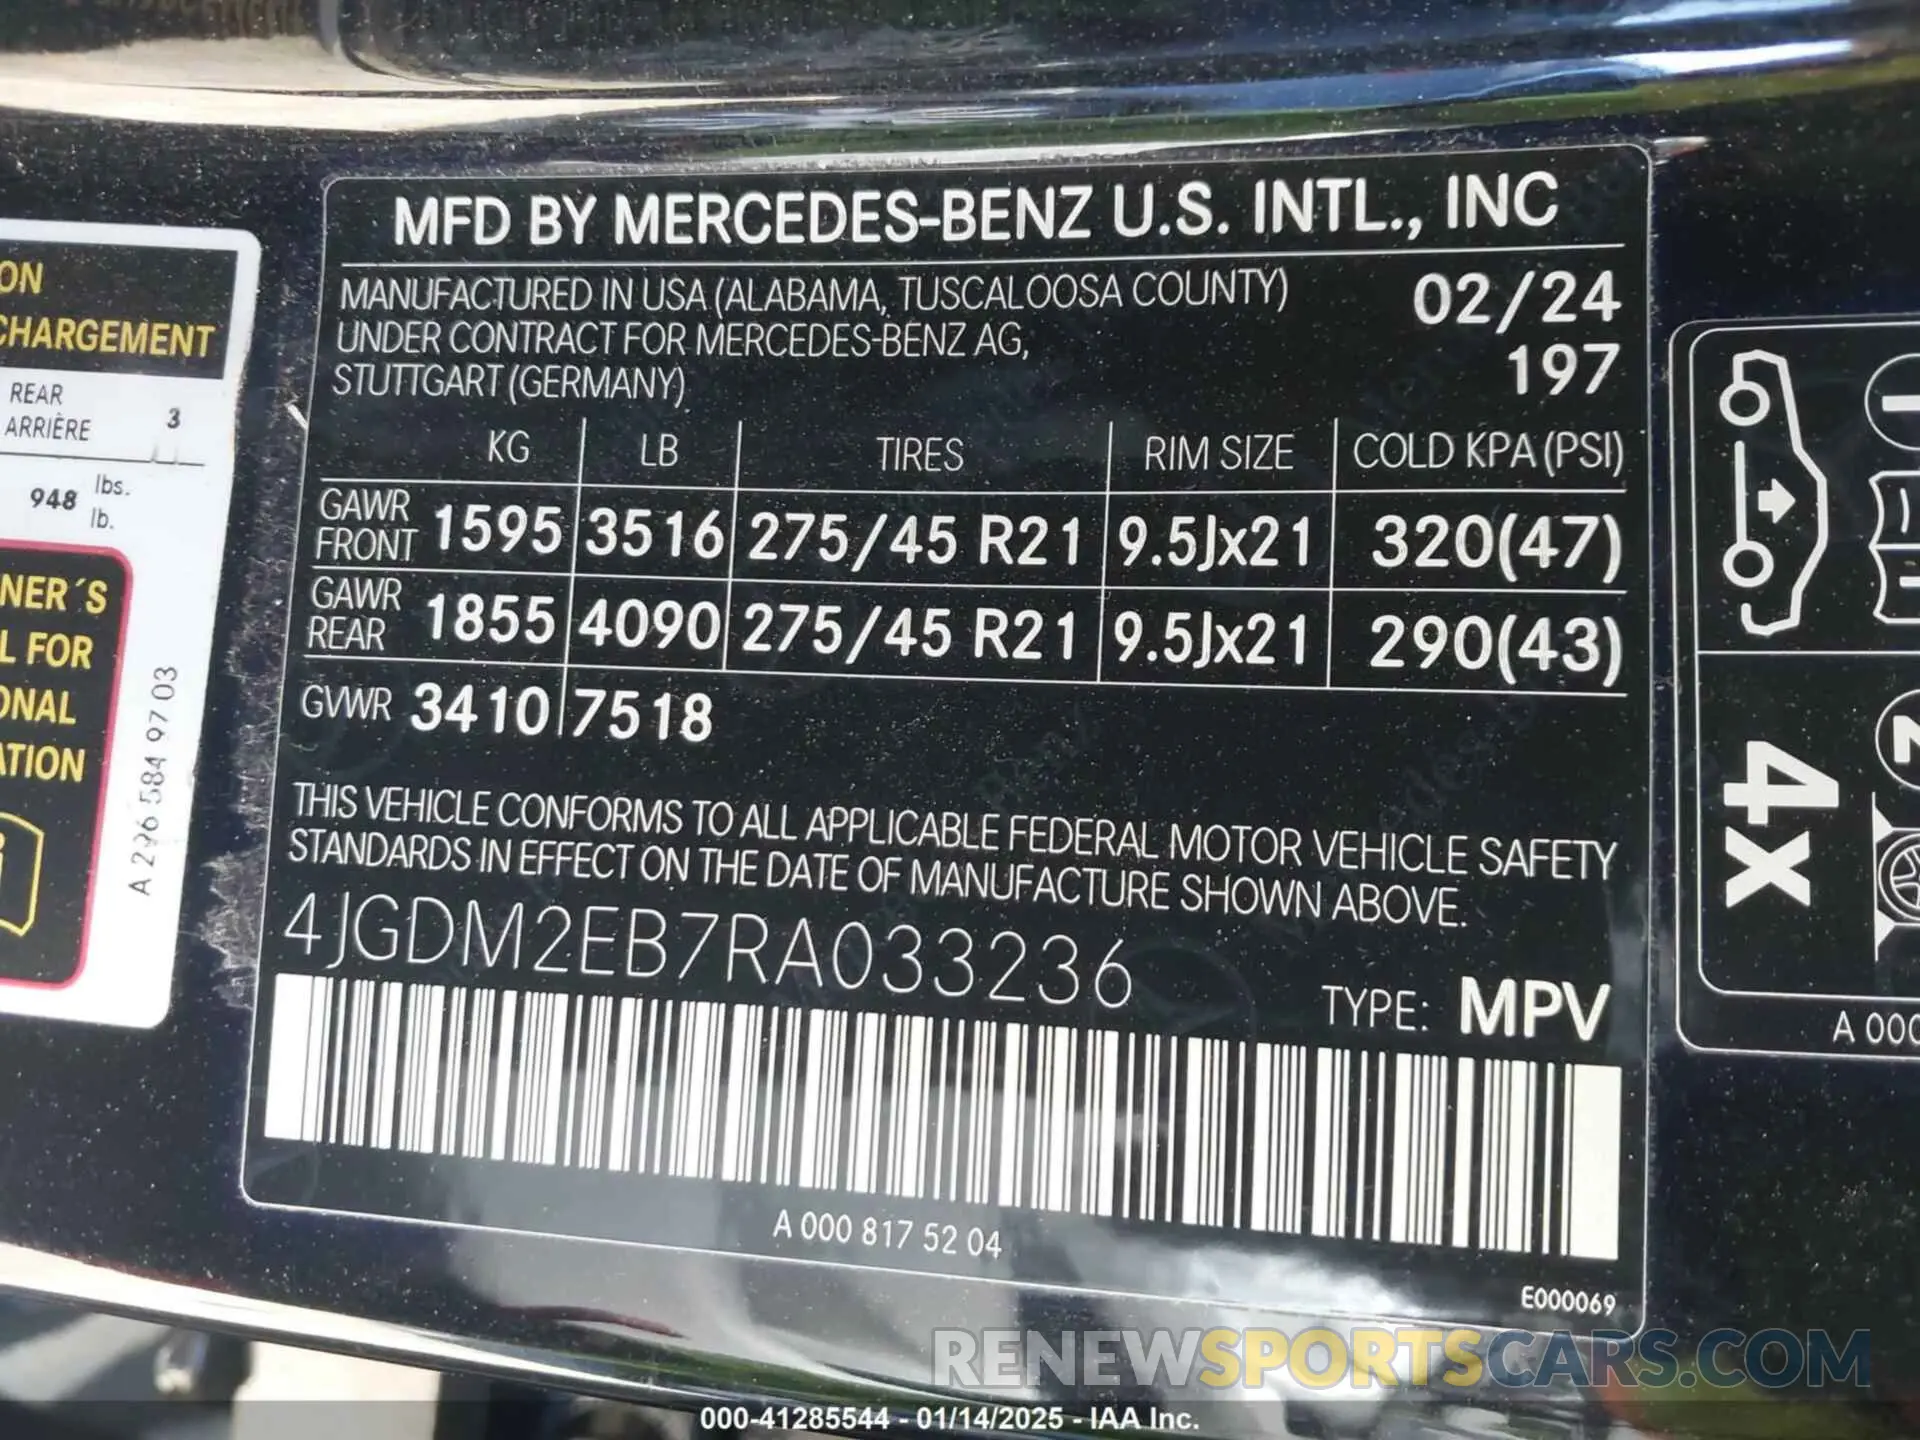 ON
CHARGEMENT
REAR
ARRIÈRE 3
948 lbs.
lb.
NER´S
L FOR
ONAL
ATION
A 296 584 97 03
MFD BY MERCEDES-BENZ U.S. INTL., INC
MANUFACTURED IN USA (ALABAMA, TUSCALOOSA COUNTY) 02/24
UNDER CONTRACT FOR MERCEDES-BENZ AG, 197
STUTTGART (GERMANY)
KG LB TIRES RIM SIZE COLD KPA (PSI)
GAWR FRONT 1595 3516 275/45 R21 9.5Jx21 320(47)
GAWR REAR 1855 4090 275/45 R21 9.5Jx21 290(43)
GVWR 3410 7518
THIS VEHICLE CONFORMS TO ALL APPLICABLE FEDERAL MOTOR VEHICLE SAFETY
STANDARDS IN EFFECT ON THE DATE OF MANUFACTURE SHOWN ABOVE.
4JGDM2EB7RA033236
TYPE: MPV
A 000 817 52 04
E000069
1
2
4x
A 000
RENEWSPORTSCARS.COM
000-41285544 - 01/14/2025 - IAA Inc.